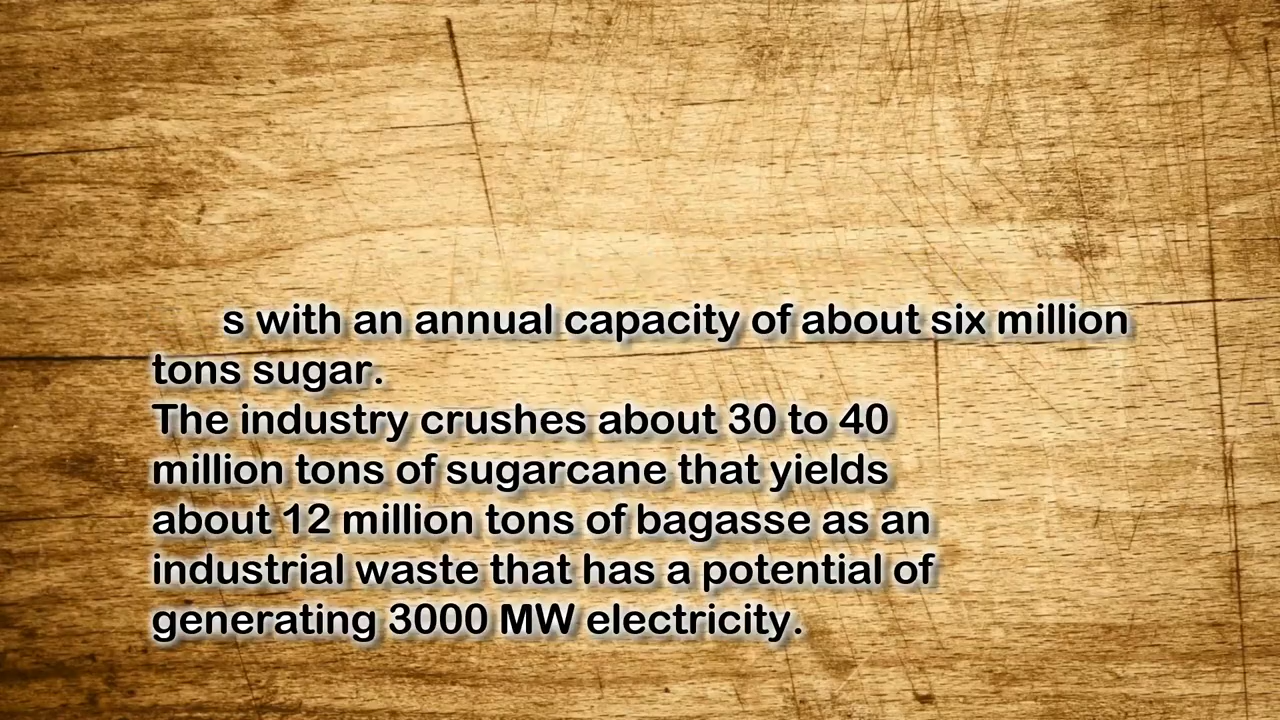 s with an annual capacity of about six million
tons sugar.
The industry crushes about 30 to 40
million tons of sugarcane that yields
about 12 million tons of bagasse as an
industrial waste that has a potential of
generating 3000 MW electricity.